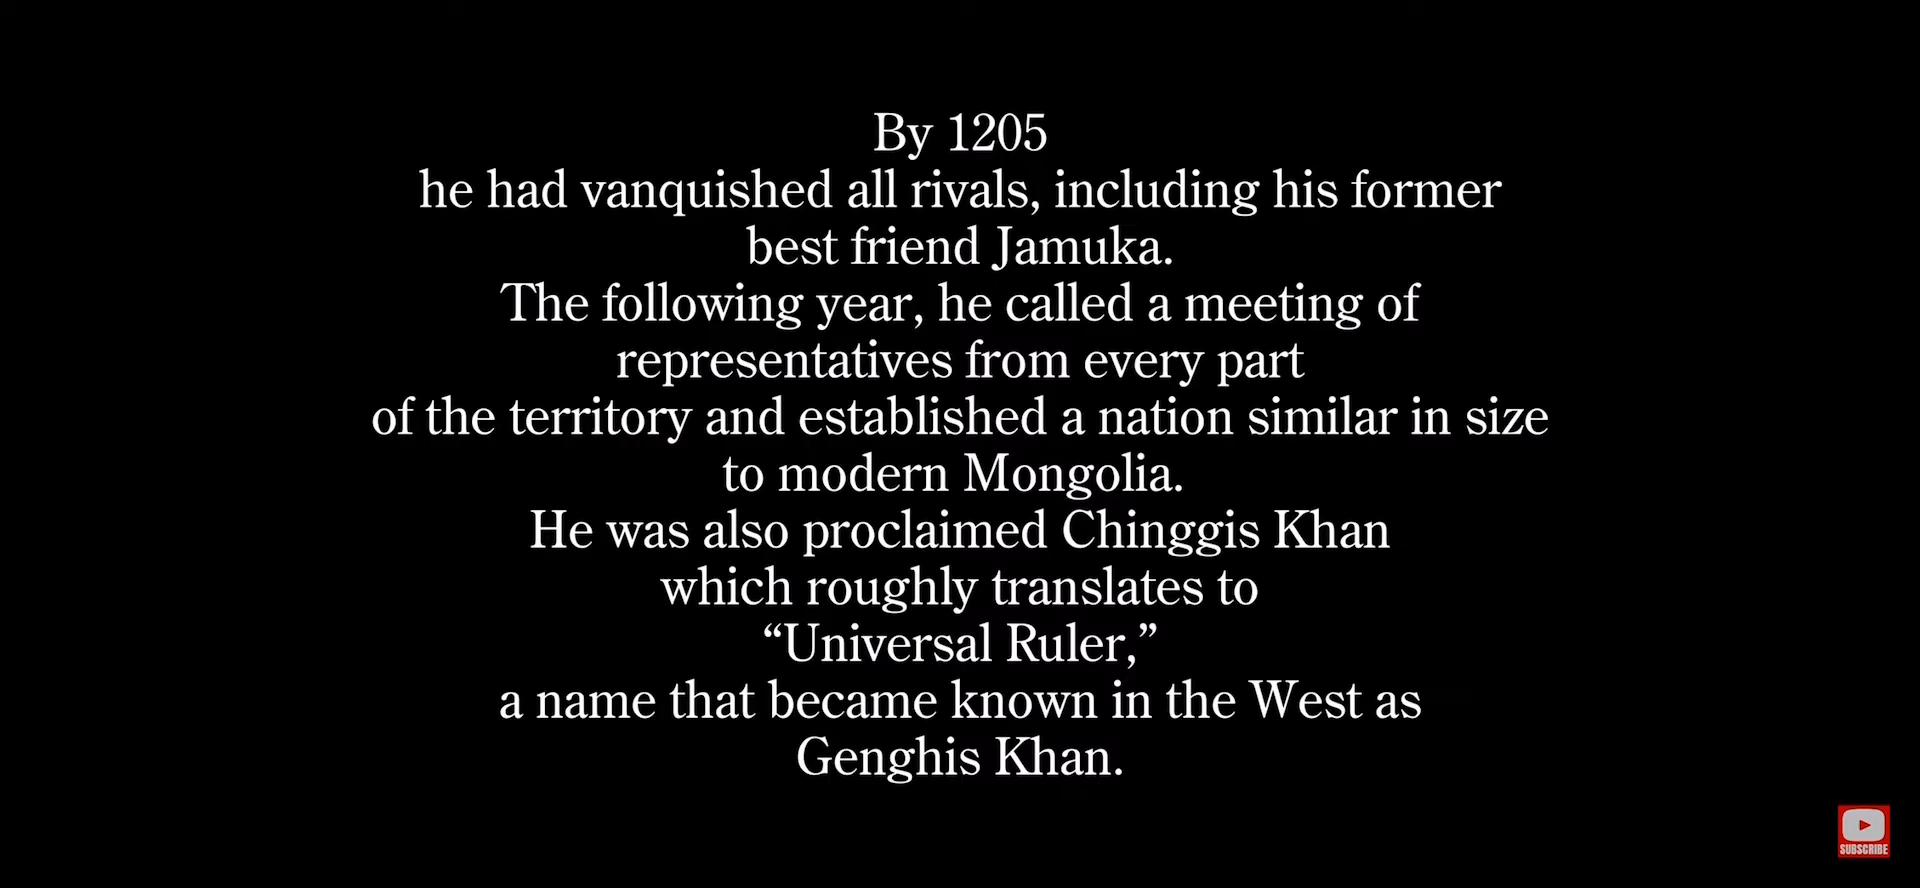 By 1205
he had vanquished all rivals, including his former
best friend Jamuka.
The following year, he called a meeting of
representatives from every part
of the territory and established a nation similar in size
to modern Mongolia.
He was also proclaimed Chinggis Khan
which roughly translates to
“Universal Ruler,”
a name that became known in the West as
Genghis Khan.
SUBSCRIBE